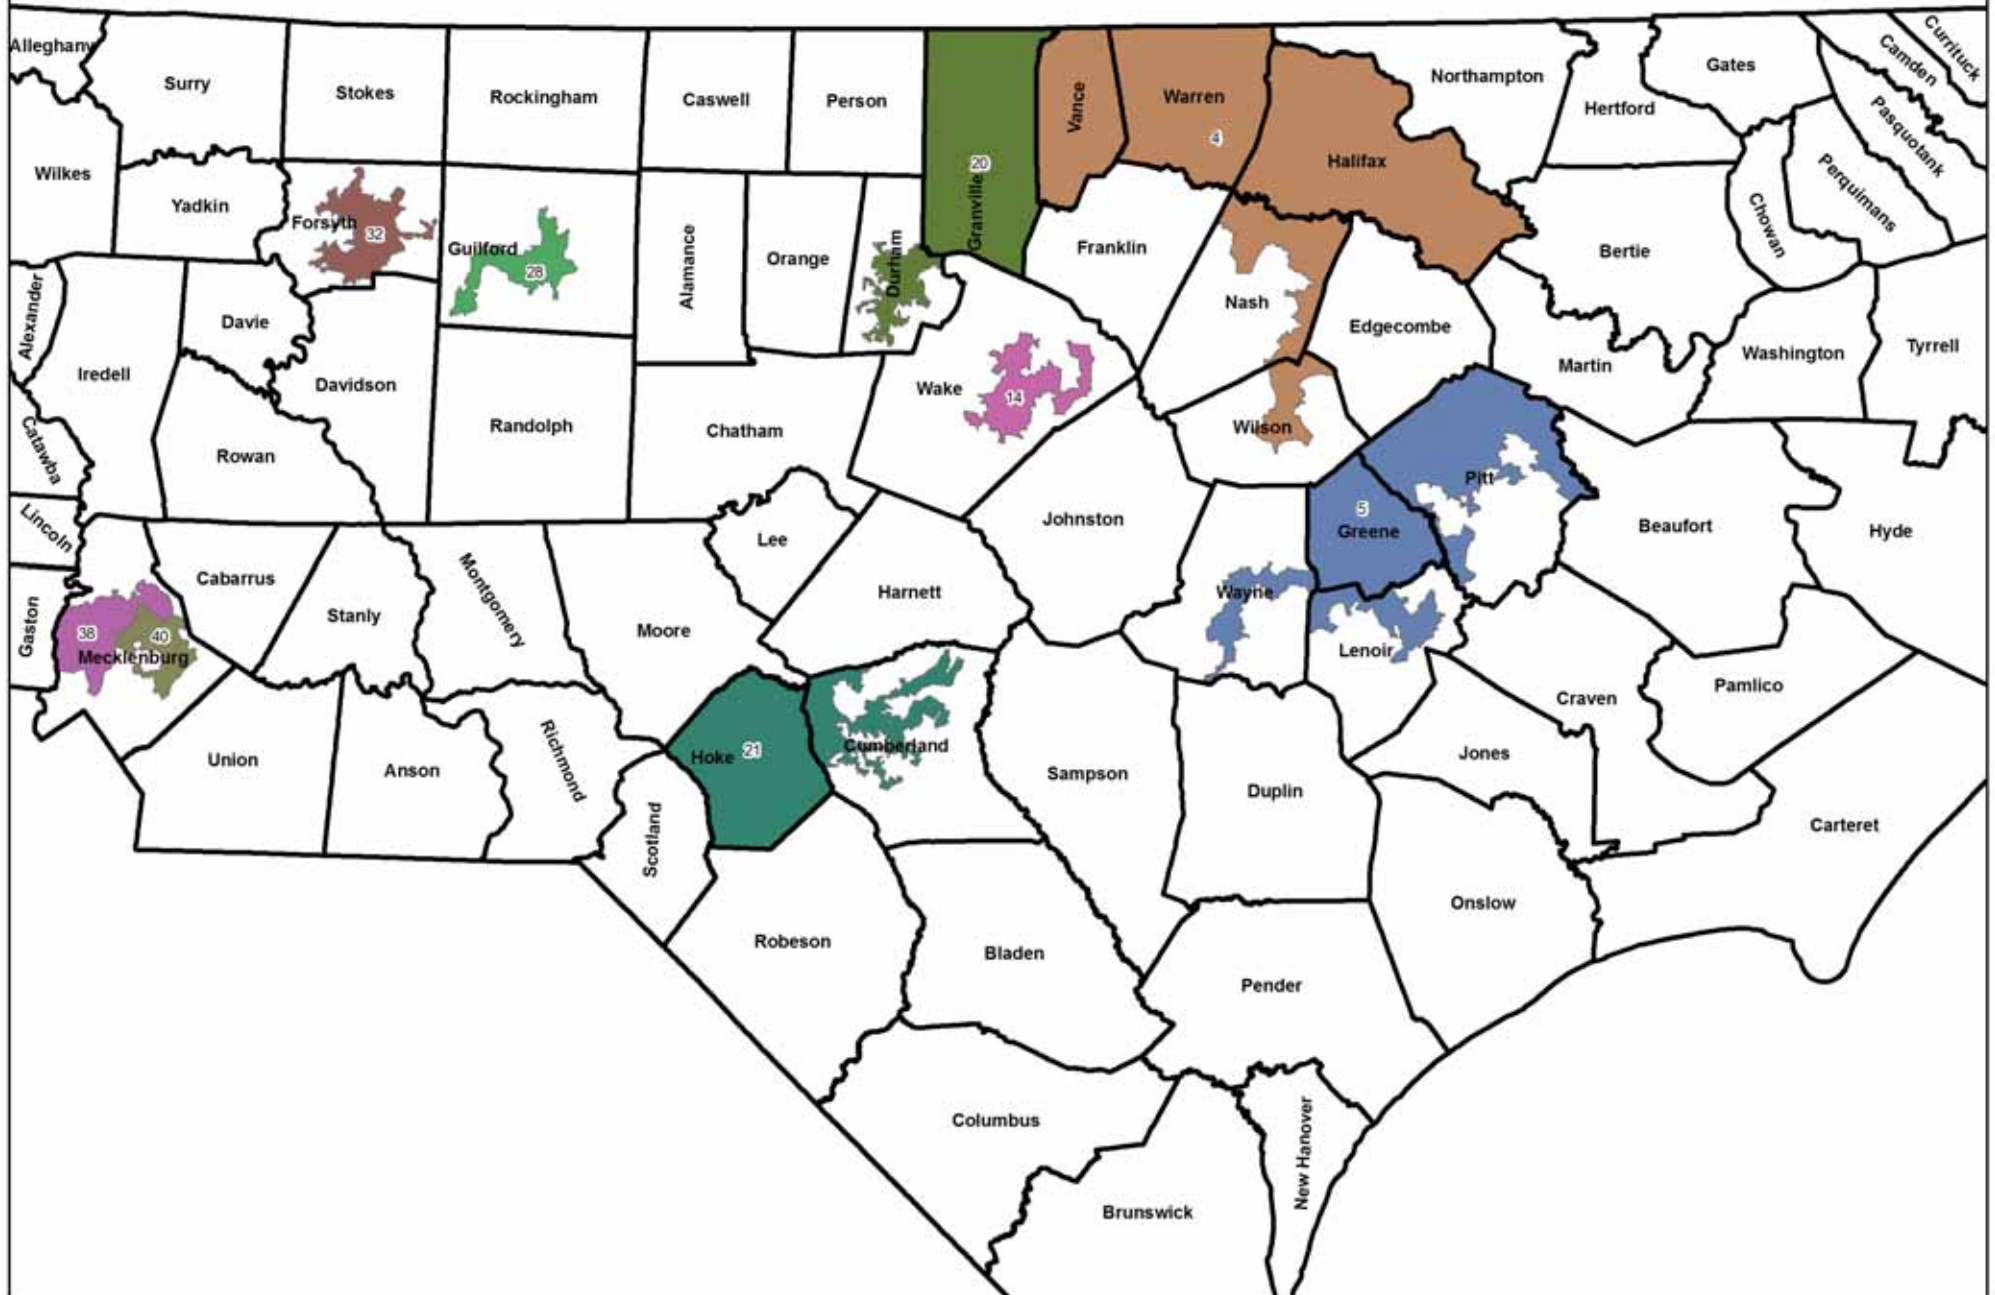 Alleghany
Surry
Stokes
Rockingham
Caswell
Person
Granville
20
Vance
Warren
4
Halifax
Northampton
Hertford
Gates
Camden
Currituck
Pasquotank
Perquimans
Chowan
Wilkes
Yadkin
Forsyth
32
Guilford
28
Alamance
Orange
Durham
Franklin
Nash
Edgecombe
Bertie
Martin
Washington
Tyrrell
Alexander
Iredell
Davie
Davidson
Randolph
Chatham
Wake
14
Wilson
Pitt
Catawba
Rowan
Lee
Johnston
5
Greene
Beaufort
Hyde
Lincoln
Cabarrus
Stanly
Montgomery
Moore
Harnett
Wayne
Lenoir
Gaston
38
40
Mecklenburg
Craven
Pamlico
Union
Anson
Richmond
Scotland
Hoke
21
Cumberland
Sampson
Duplin
Jones
Carteret
Robeson
Bladen
Onslow
Pender
Columbus
Brunswick
New Hanover